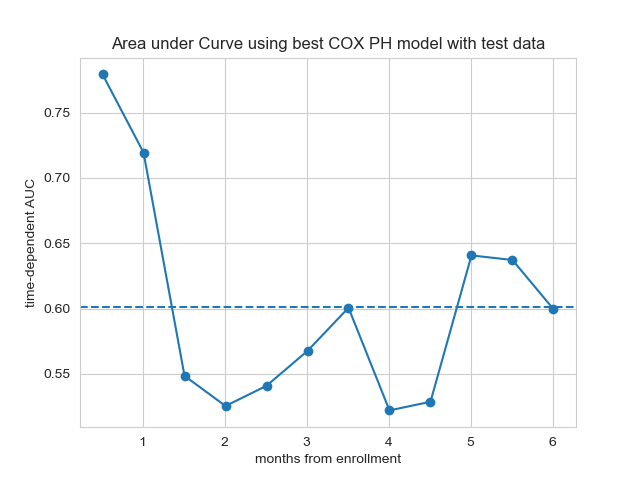 Area under Curve using best COX PH model with test data
0.75
0.70
0.65
0.60
0.55
time-dependent AUC
1 2 3 4 5 6
months from enrollment